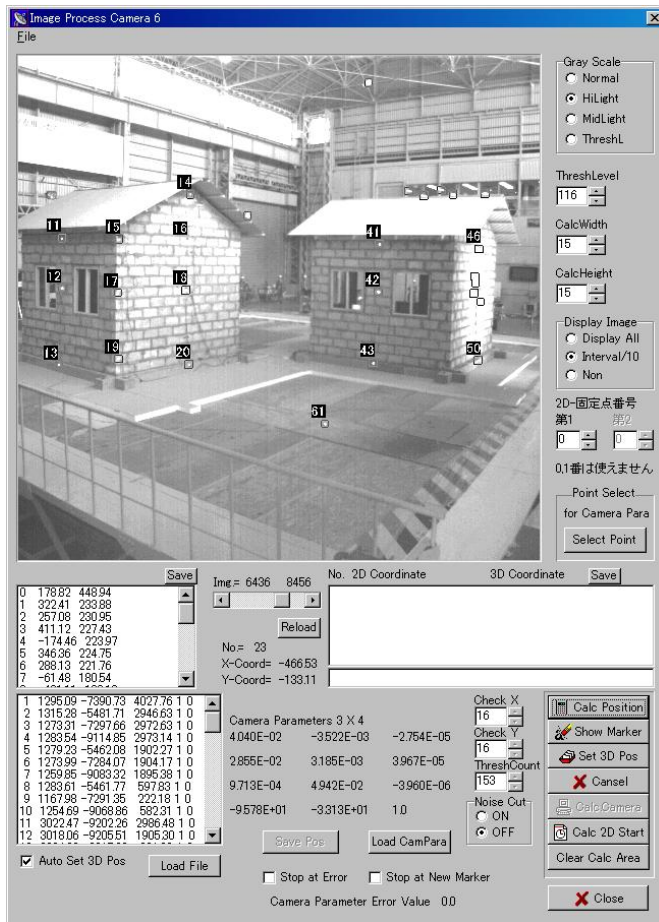 Image Process Camera 6
File
14
11
15
16
41
46
12
17
18
42
13
19
20
43
50
61
Gray Scale
Normal
HiLight
MidLight
ThreshL
ThreshLevel
116
CalcWidth
15
CalcHeight
15
Display Image
Display All
Interval/10
Non
2D-固定点番号
第1 第2
0 0
0,1番は使えません
Point Select
for Camera Para
Select Point
Save
0 178.82 448.94
1 322.41 233.88
2 257.08 230.95
3 411.12 227.43
4 -174.46 223.97
5 346.36 224.75
6 288.13 221.76
7 -61.48 180.54
Img.= 6436 8456
Reload
No.= 23
X-Coord= -466.53
Y-Coord= -133.11
No. 2D Coordinate 3D Coordinate Save
1 1295.09 -7390.73 4027.76 1 0
2 1315.28 -5481.71 2946.63 1 0
3 1273.31 -7297.66 2972.63 1 0
4 1283.54 -9114.85 2973.14 1 0
5 1279.23 -5462.08 1902.27 1 0
6 1273.99 -7284.07 1904.17 1 0
7 1259.85 -9083.32 1895.38 1 0
8 1283.61 -5461.77 597.83 1 0
9 1167.98 -7291.35 222.18 1 0
10 1254.69 -9068.86 582.31 1 0
11 3022.47 -9202.26 2986.48 1 0
12 3018.06 -9205.51 1905.30 1 0
Auto Set 3D Pos
Load File
Camera Parameters 3 X 4
4.040E-02 -3.522E-03 -2.754E-05
2.855E-02 3.185E-03 3.967E-05
9.713E-04 4.942E-02 -3.960E-06
-9.578E+01 -3.313E+01 1.0
Save Pos
Load CamPara
Stop at Error
Stop at New Marker
Camera Parameter Error Value 0.0
Check X
16
Check Y
16
ThreshCount
153
Noise Cut
ON
OFF
Calc Position
Show Marker
Set 3D Pos
Cansel
Calc.Camera
Calc 2D Start
Clear Calc Area
Close